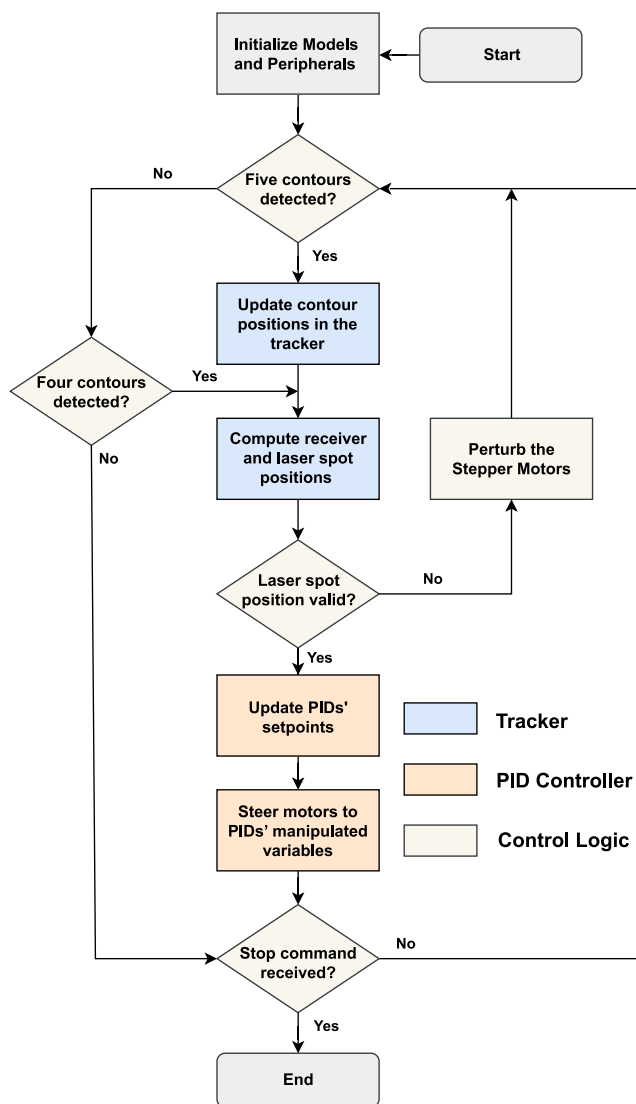 Initialize Models
and Peripherals
Start
Five contours
detected?
No
Yes
Update contour
positions in the
tracker
Four contours
detected?
Yes
No
Compute receiver
and laser spot
positions
Perturb the
Stepper Motors
Laser spot
position valid?
No
Yes
Update PIDs'
setpoints
Tracker
PID Controller
Steer motors to
PIDs’ manipulated
variables
Control Logic
Stop command
received?
No
Yes
End